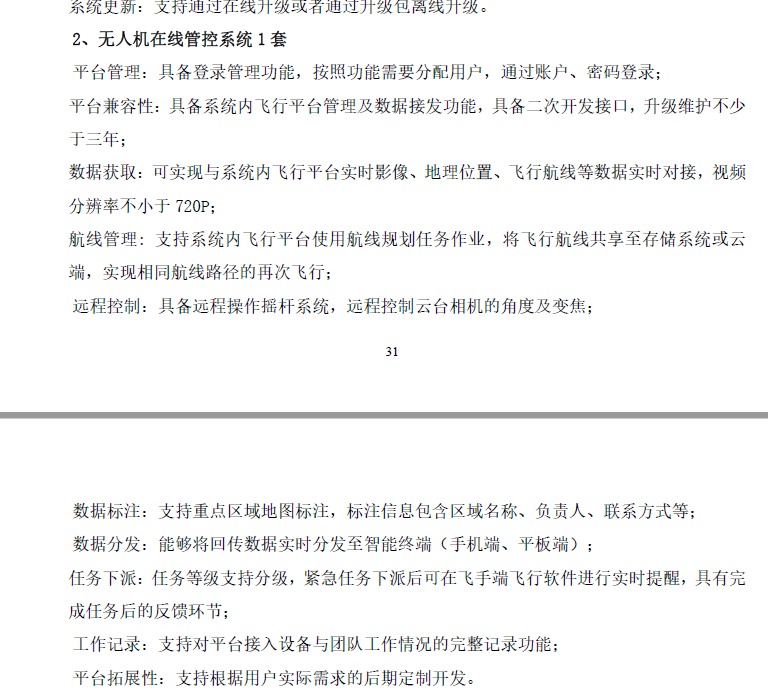 系统更新：支持通过在线升级或者通过升级包离线升级。
2、无人机在线管控系统 1 套
平台管理：具备登录管理功能，按照功能需要分配用户，通过账户、密码登录；
平台兼容性：具备系统内飞行平台管理及数据接发功能，具备二次开发接口，升级维护不少
于三年；
数据获取：可实现与系统内飞行平台实时影像、地理位置、飞行航线等数据实时对接，视频
分辨率不小于 720P；
航线管理：支持系统内飞行平台使用航线规划任务作业，将飞行航线共享至存储系统或云
端，实现相同航线路径的再次飞行；
远程控制：具备远程操作摇杆系统，远程控制云台相机的角度及变焦；
31
数据标注：支持重点区域地图标注，标注信息包含区域名称、负责人、联系方式等；
数据分发：能够将回传数据实时分发至智能终端（手机端、平板端）；
任务下派：任务等级支持分级，紧急任务下派后可在飞手端飞行软件进行实时提醒，具有完
成任务后的反馈环节；
工作记录：支持对平台接入设备与团队工作情况的完整记录功能；
平台拓展性：支持根据用户实际需求的后期定制开发。